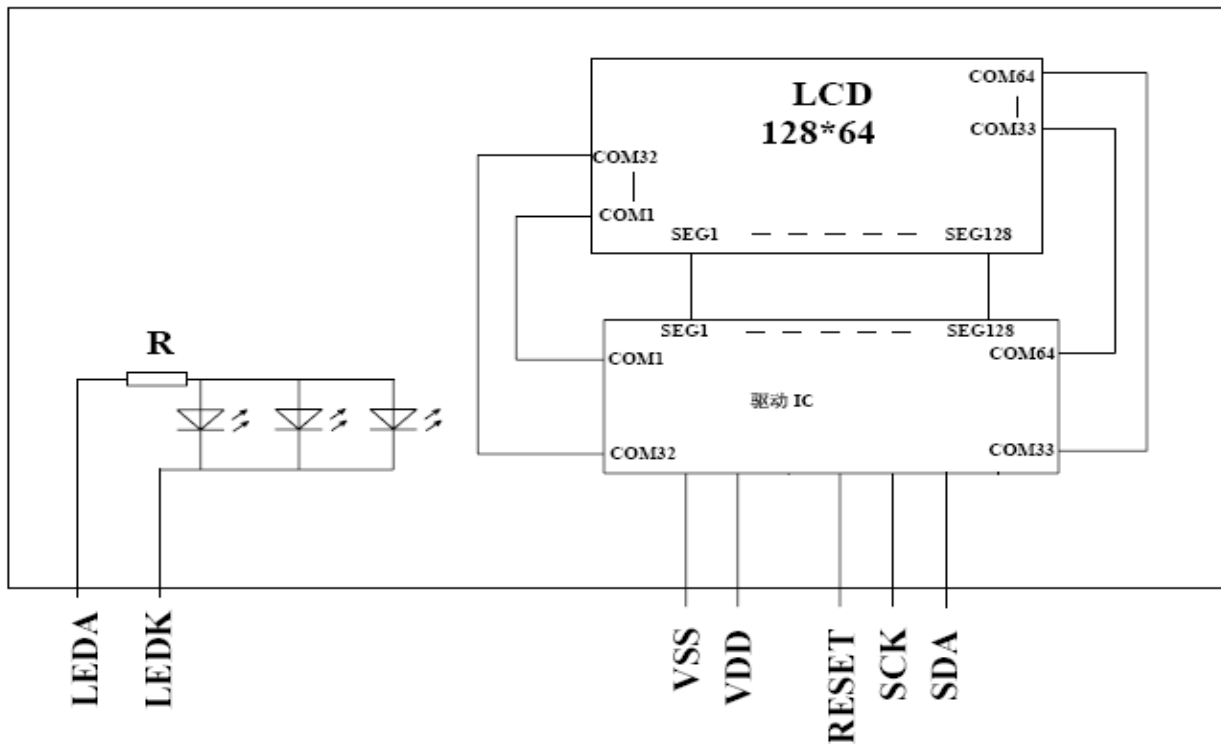 LCD
128*64
COM64
COM33
COM32
COM1
SEG1 SEG128
SEG1 SEG128
COM1
COM64
驱动 IC
COM32
COM33
R
LEDA
LEDK
VSS
VDD
RESET
SCK
SDA